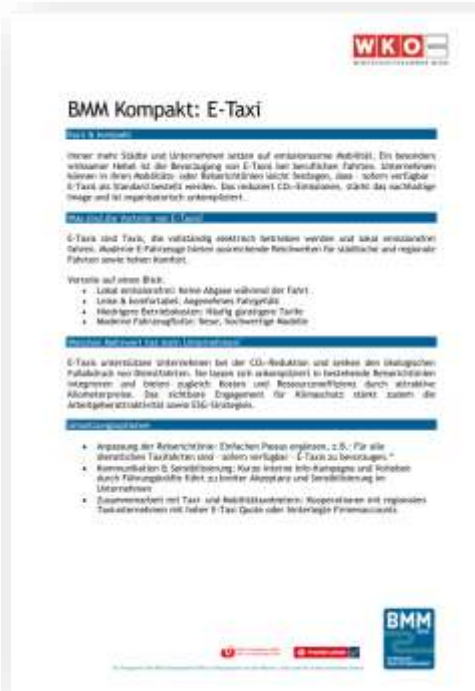 WKO
WIRTSCHAFTSKAMMER WIEN
BMM Kompakt: E-Taxi
Kurz & kompakt
Immer mehr Städte und Unternehmen setzen auf emissionsarme Mobilität. Ein besonders
wirksamer Hebel ist die Bevorzugung von E-Taxis bei beruflichen Fahrten. Unternehmen
können in ihren Mobilitäts- oder Reiserichtlinien leicht festlegen, dass – sofern verfügbar –
E-Taxis als Standard bestellt werden. Das reduziert CO₂-Emissionen, stärkt das nachhaltige
Image und ist organisatorisch unkompliziert.
Was sind die Vorteile von E-Taxis?
E-Taxis sind Taxis, die vollständig elektrisch betrieben werden und lokal emissionsfrei
fahren. Moderne E-Fahrzeuge bieten ausreichende Reichweiten für städtische und regionale
Fahrten sowie hohen Komfort.
Vorteile auf einen Blick:
• Lokal emissionsfrei: Keine Abgase während der Fahrt
• Leise & komfortabel: Angenehmes Fahrgefühl
• Niedrigere Betriebskosten: Häufig günstigere Tarife
• Moderne Fahrzeugflotte: Neue, hochwertige Modelle
Welchen Mehrwert hat mein Unternehmen?
E-Taxis unterstützen Unternehmen bei der CO₂-Reduktion und senken den ökologischen
Fußabdruck von Dienstfahrten. Sie lassen sich unkompliziert in bestehende Reiserichtlinien
integrieren und bieten zugleich Kosten- und Ressourceneffizienz durch attraktive
Kilometerpreise. Das sichtbare Engagement für Klimaschutz stärkt zudem die
Arbeitgeberattraktivität sowie ESG-Strategien.
Umsetzungsoptionen
• Anpassung der Reiserichtlinie: Einfachen Passus ergänzen, z.B. "Für alle
dienstlichen Taxifahrten sind – sofern verfügbar – E-Taxis zu bevorzugen."
• Kommunikation & Sensibilisierung: Kurze interne Info-Kampagne und Vorleben
durch Führungskräfte führt zu breiter Akzeptanz und Sensibilisierung im
Unternehmen
• Zusammenarbeit mit Taxi- und Mobilitätsanbietern: Kooperationen mit regionalen
Taxiunternehmen mit hoher E-Taxi Quote oder hinterlegte Firmenaccounts
BMM